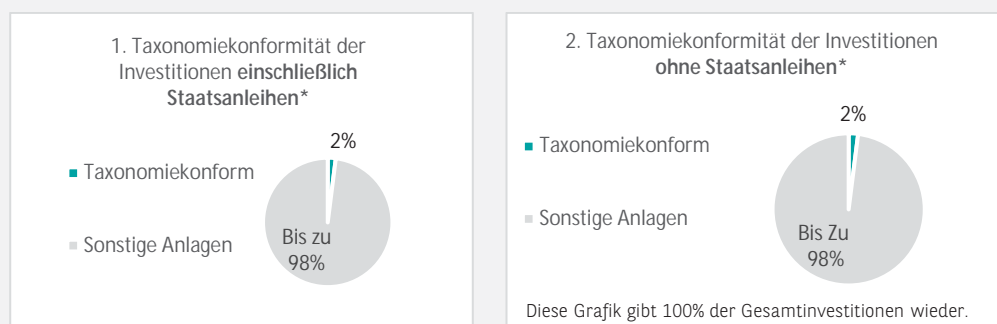 1. Taxonomiekonformität der
Investitionen einschließlich
Staatsanleihen*
2%
Taxonomiekonform
Sonstige Anlagen
Bis zu
98%
2. Taxonomiekonformität der Investitionen
ohne Staatsanleihen*
2%
Taxonomiekonform
Sonstige Anlagen
Bis Zu
98%
Diese Grafik gibt 100% der Gesamtinvestitionen wieder.